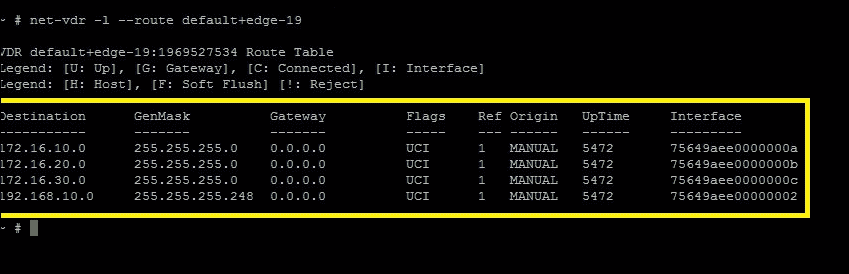 ~ # net-vdr -l --route default+edge-19
VDR default+edge-19:1969527534 Route Table
Legend: [U: Up], [G: Gateway], [C: Connected], [I: Interface]
Legend: [H: Host], [F: Soft Flush] [!: Reject]
Destination GenMask Gateway Flags Ref Origin UpTime Interface
----------- ------- ------- ----- --- ------ ------ ---------
172.16.10.0 255.255.255.0 0.0.0.0 UCI 1 MANUAL 5472 75649aee0000000a
172.16.20.0 255.255.255.0 0.0.0.0 UCI 1 MANUAL 5472 75649aee0000000b
172.16.30.0 255.255.255.0 0.0.0.0 UCI 1 MANUAL 5472 75649aee0000000c
192.168.10.0 255.255.255.248 0.0.0.0 UCI 1 MANUAL 5472 75649aee00000002
~ #